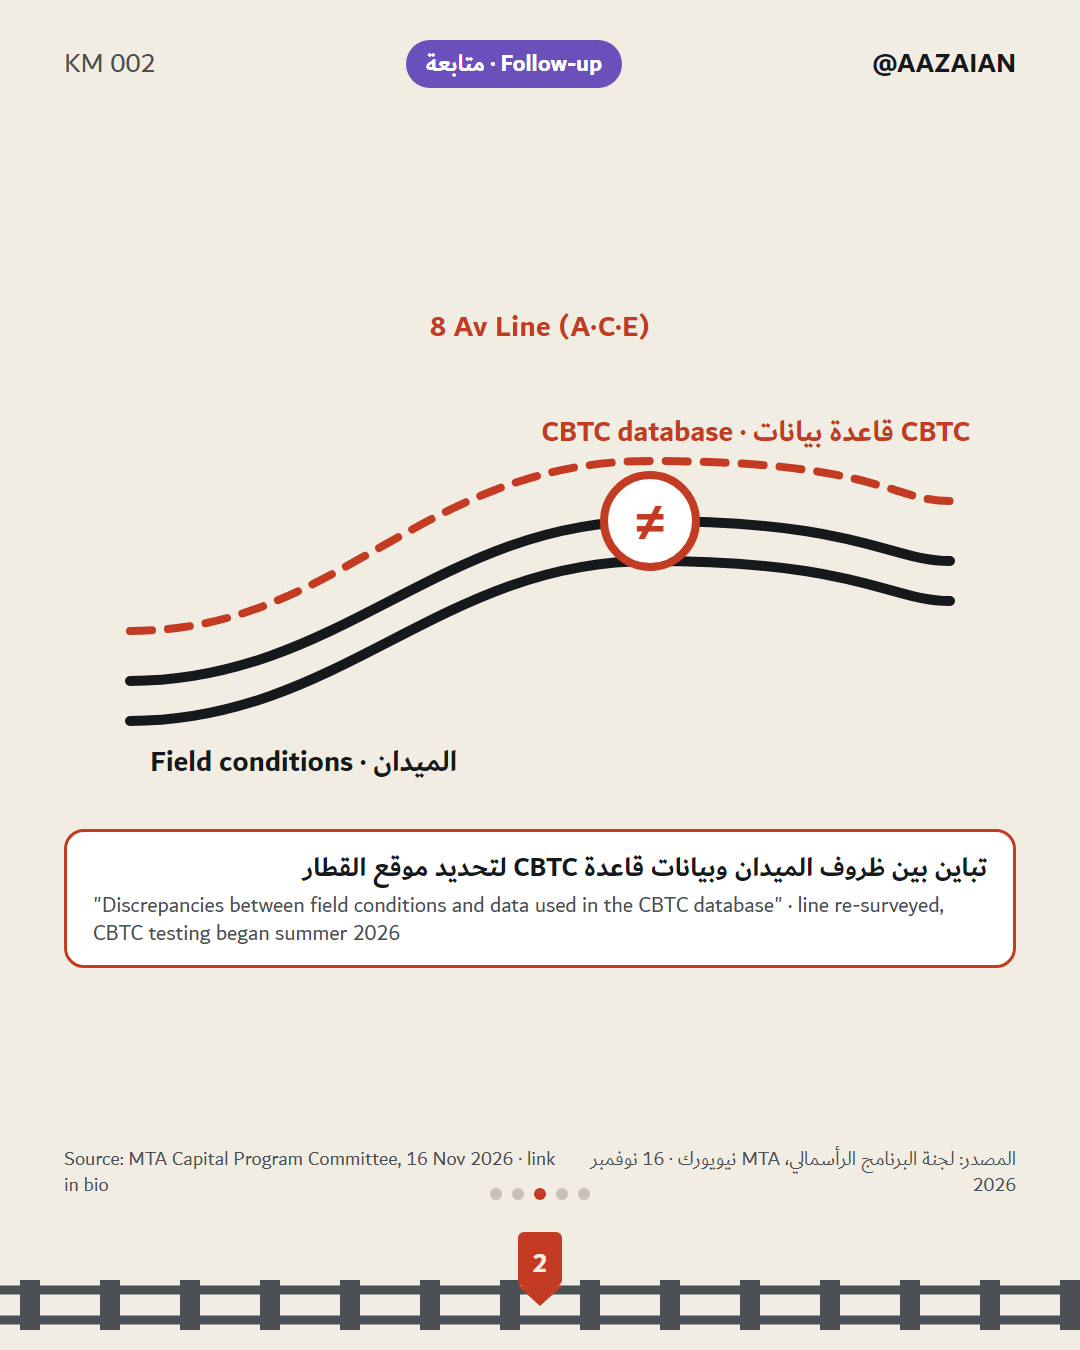 KM 002
متابعة · Follow-up
@AAZAIAN
8 Av Line (A·C·E)
CBTC database · قاعدة بيانات CBTC
≠
Field conditions · الميدان
تباين بين ظروف الميدان وبيانات قاعدة CBTC لتحديد موقع القطار
"Discrepancies between field conditions and data used in the CBTC database" · line re-surveyed,
CBTC testing began summer 2026
Source: MTA Capital Program Committee, 16 Nov 2026 · link
in bio
المصدر: لجنة البرنامج الرأسمالي، MTA نيويورك · 16 نوفمبر
2026
2